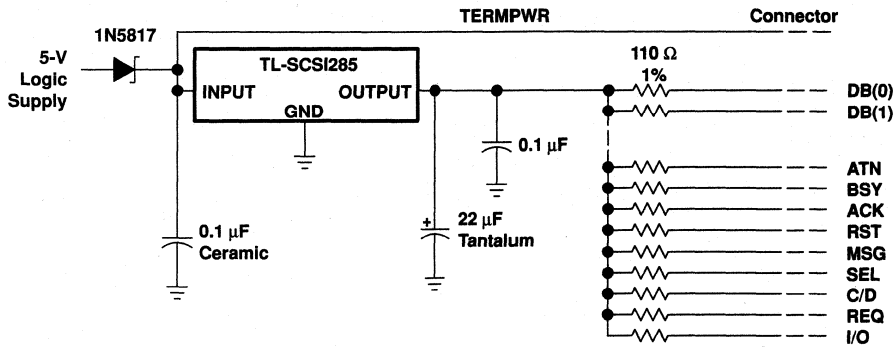 TERMPWR
Connector
1N5817
5-V
Logic
Supply
TL-SCSI285
INPUT
OUTPUT
GND
110 Ω
1%
DB(0)
DB(1)
0.1 µF
ATN
BSY
ACK
RST
MSG
SEL
C/D
REQ
I/O
+
22 µF
Tantalum
0.1 µF
Ceramic